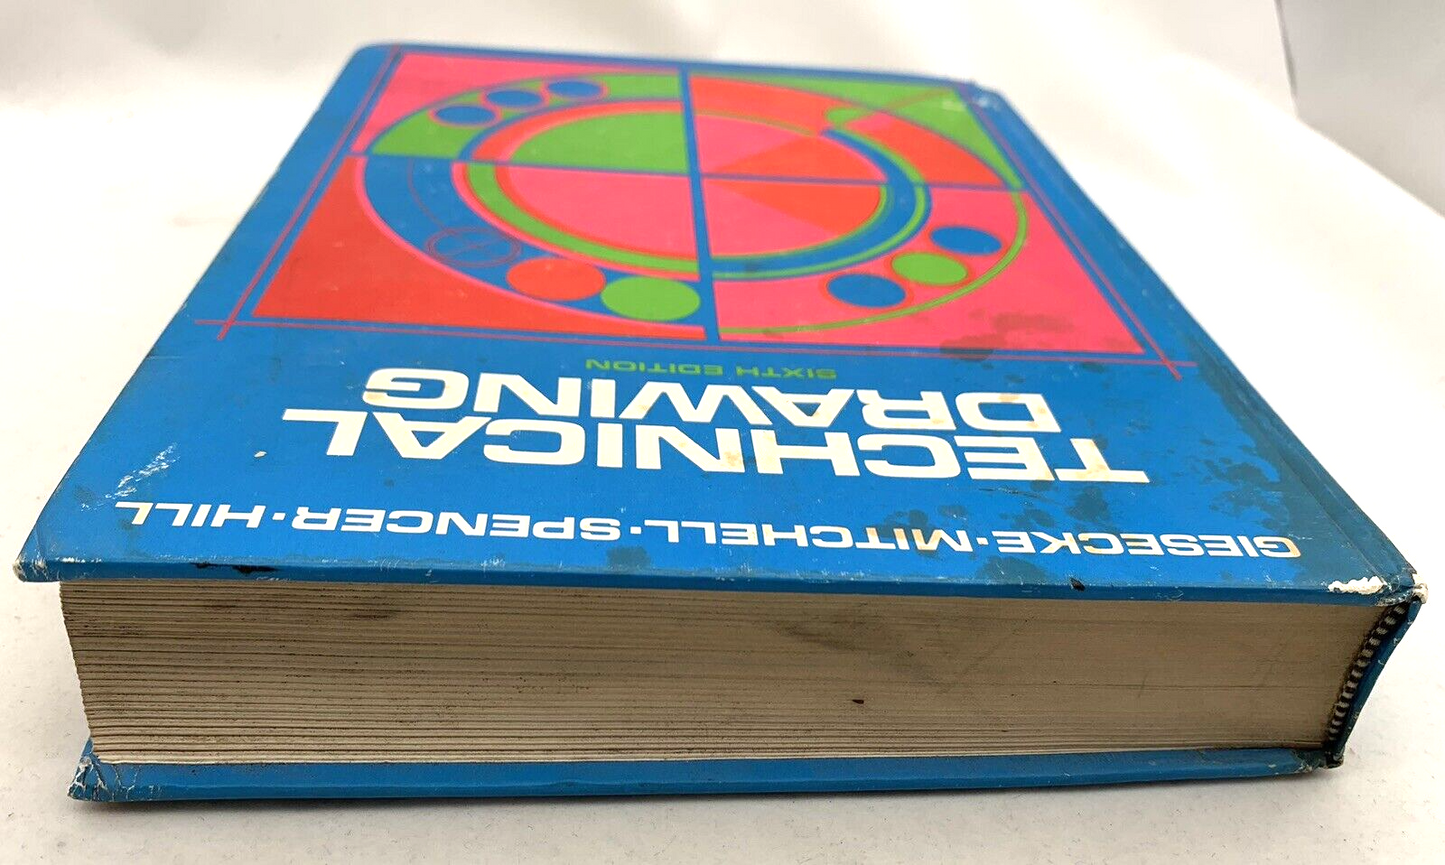 GIESECKE·MITCHELL·SPENCER·HILL
TECHNICAL
DRAWING
SIXTH EDITION